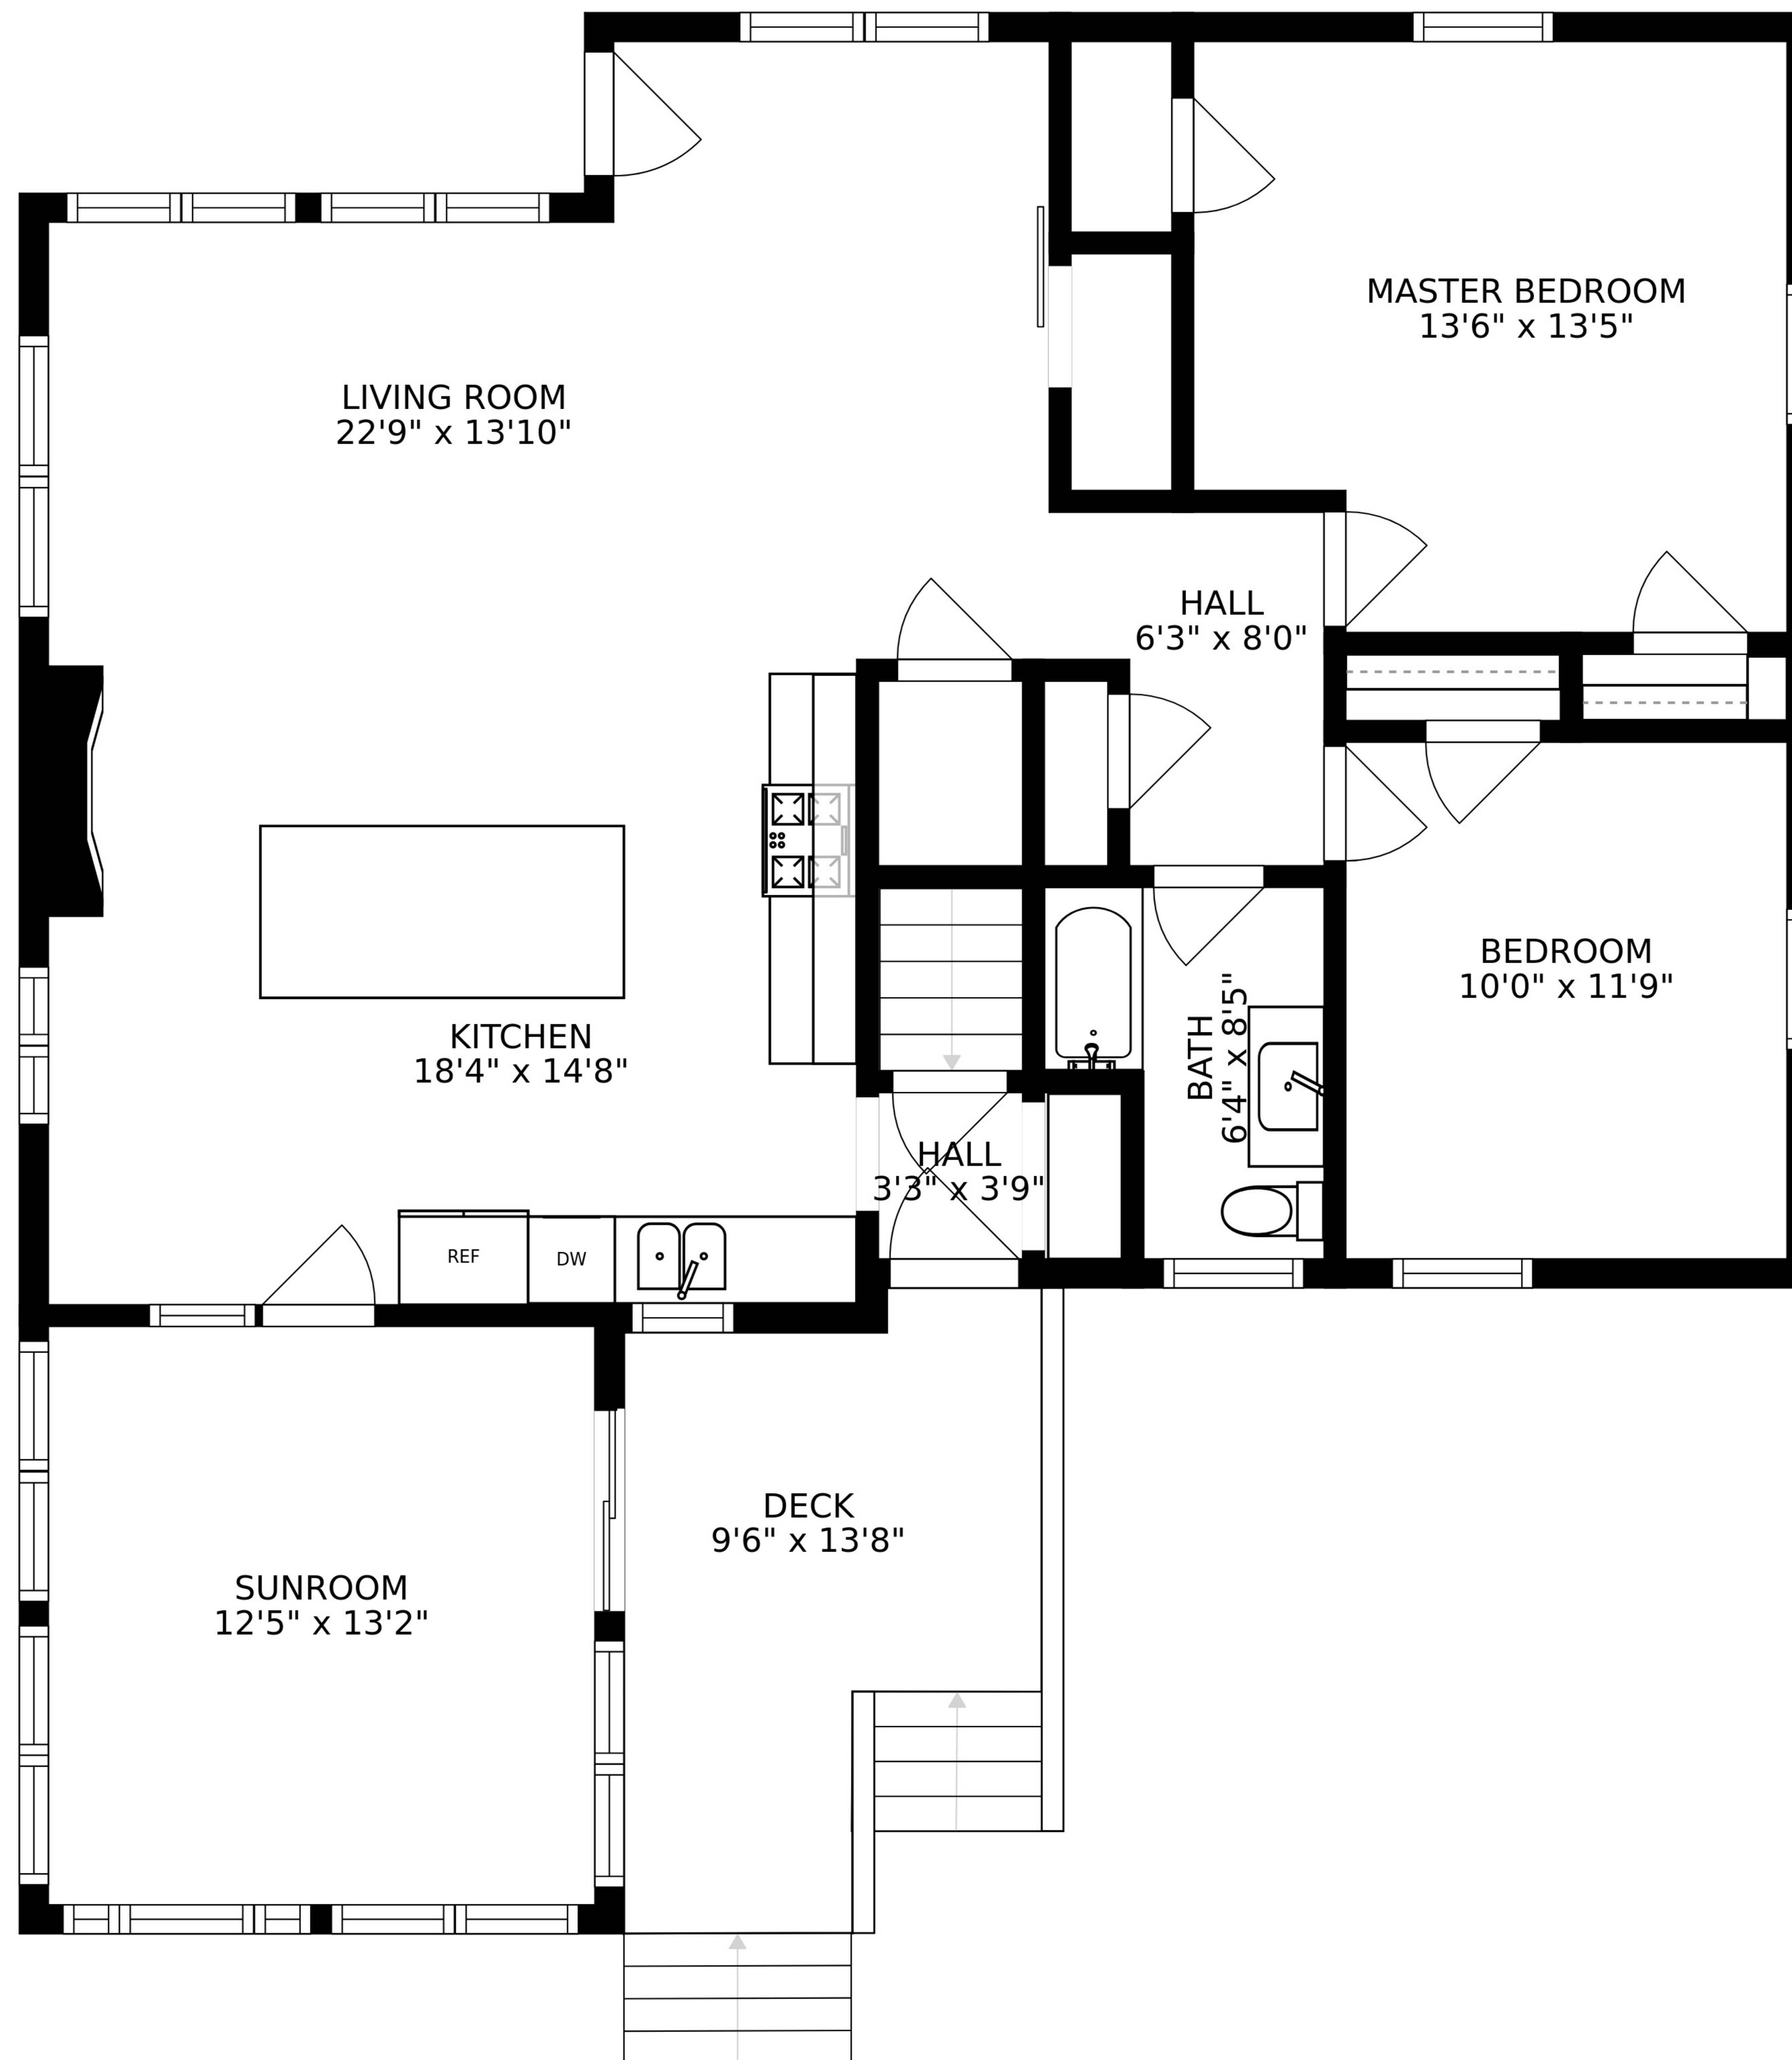 MASTER BEDROOM
13'6" x 13'5"
LIVING ROOM
22'9" x 13'10"
HALL
6'3" x 8'0"
BEDROOM
10'0" x 11'9"
KITCHEN
18'4" x 14'8"
BATH
6'4" x 8'5"
HALL
3'3" x 3'9"
REF
DW
DECK
9'6" x 13'8"
SUNROOM
12'5" x 13'2"